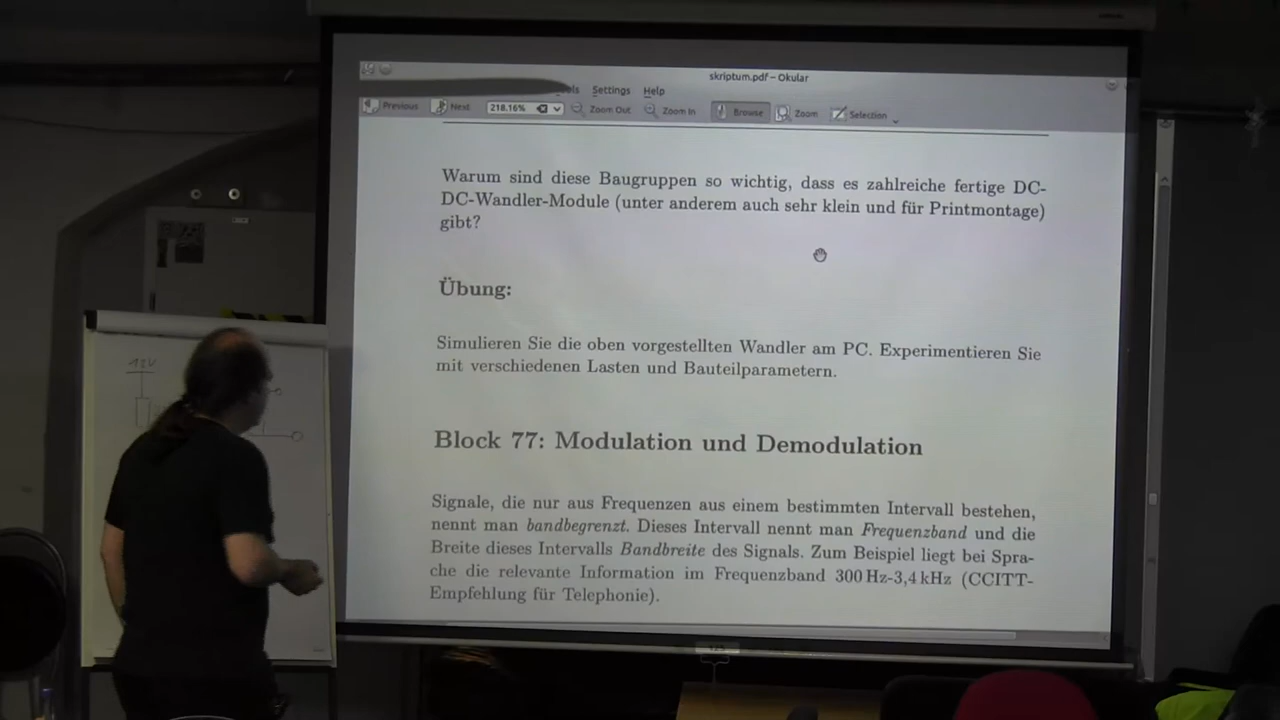 skriptum.pdf – Okular
Settings Help
Previous Next 218.16% Zoom Out Zoom In Browse Zoom Selection
Warum sind diese Baugruppen so wichtig, dass es zahlreiche fertige DC-
DC-Wandler-Module (unter anderem auch sehr klein und für Printmontage)
gibt?
Übung:
Simulieren Sie die oben vorgestellten Wandler am PC. Experimentieren Sie
mit verschiedenen Lasten und Bauteilparametern.
Block 77: Modulation und Demodulation
Signale, die nur aus Frequenzen aus einem bestimmten Intervall bestehen,
nennt man bandbegrenzt. Dieses Intervall nennt man Frequenzband und die
Breite dieses Intervalls Bandbreite des Signals. Zum Beispiel liegt bei Spra-
che die relevante Information im Frequenzband 300 Hz-3,4 kHz (CCITT-
Empfehlung für Telephonie).
12V